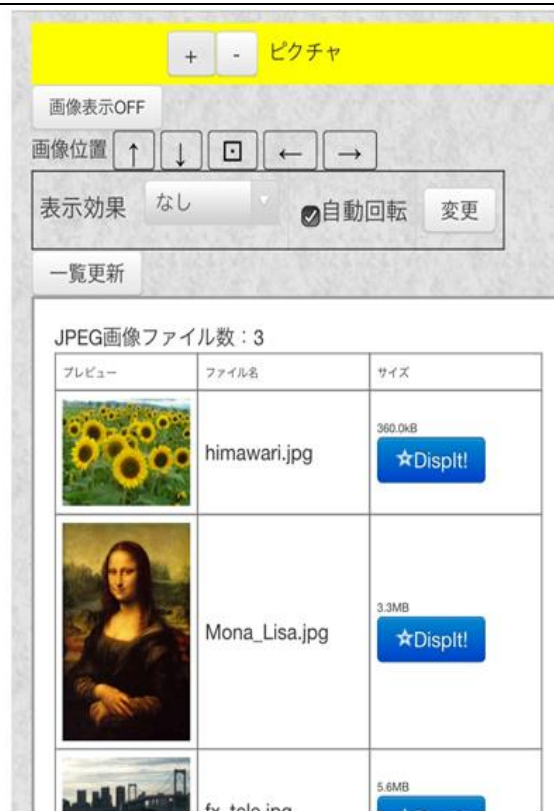 + - ピクチャ
画像表示OFF
画像位置 ↑ ↓ ⊡ ← →
表示効果 なし 自動回転 変更
一覧更新
JPEG画像ファイル数：3
プレビュー ファイル名 サイズ
360.0kB
himawari.jpg ☆DispIt!
3.3MB
Mona_Lisa.jpg ☆DispIt!
5.6MB